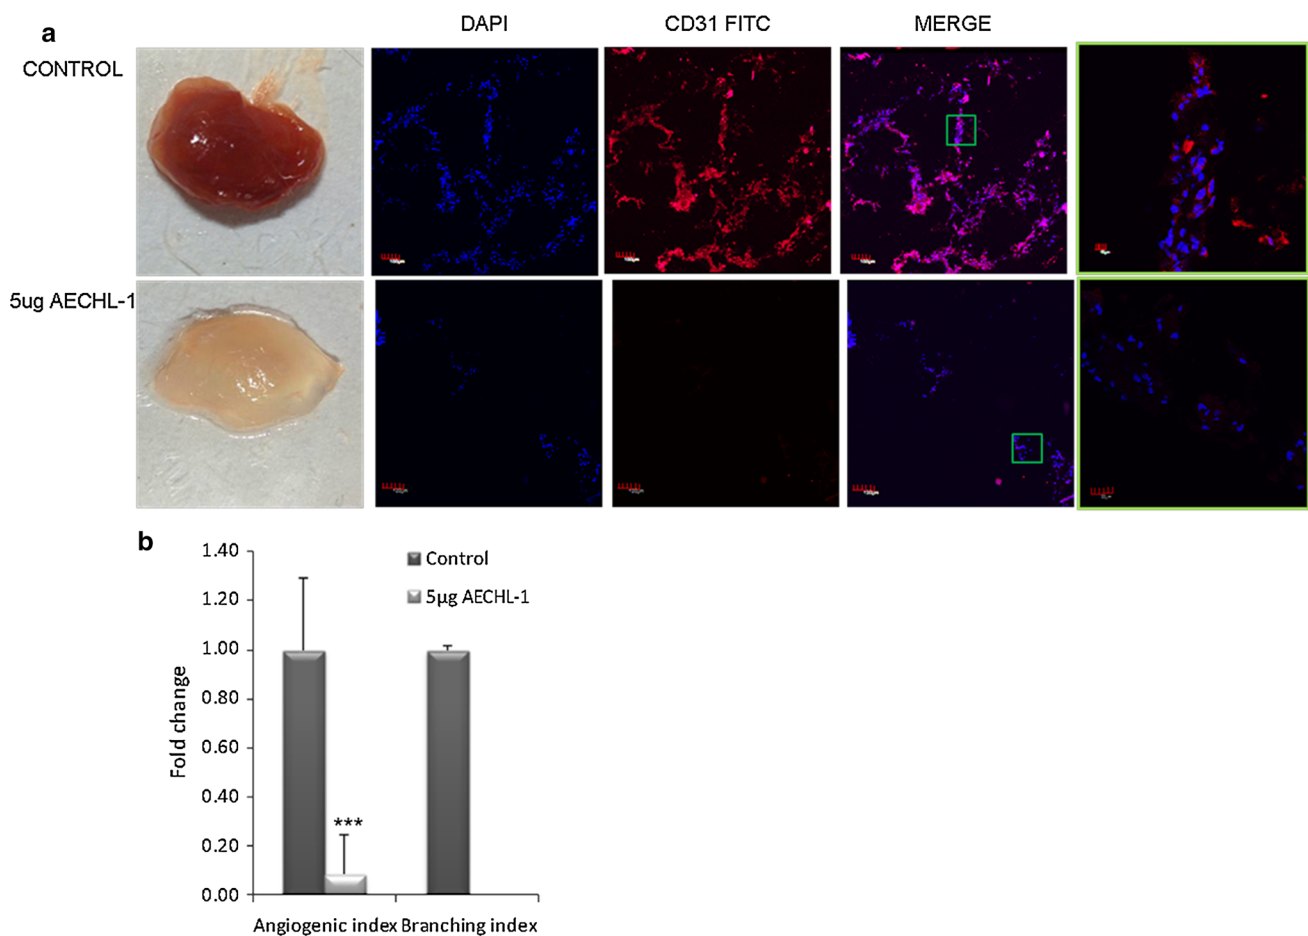 a
DAPI
CD31 FITC
MERGE
CONTROL
5ug AECHL-1
b
1.40
1.20
1.00
0.80
0.60
0.40
0.20
0.00
Fold change
Control
5µg AECHL-1
***
Angiogenic index
Branching index